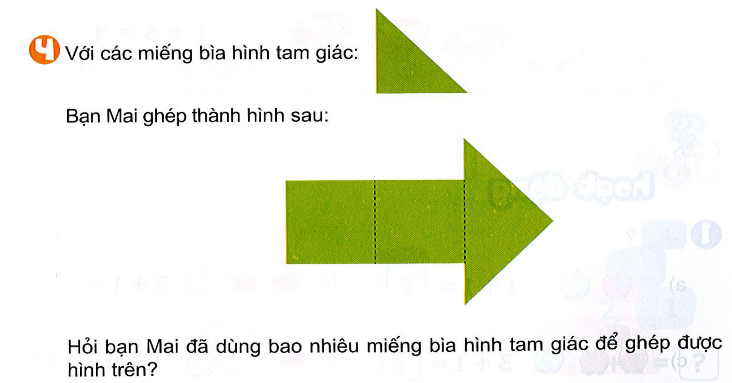 4 Với các miếng bìa hình tam giác:
Bạn Mai ghép thành hình sau:
Hỏi bạn Mai đã dùng bao nhiêu miếng bìa hình tam giác để ghép được
hình trên?